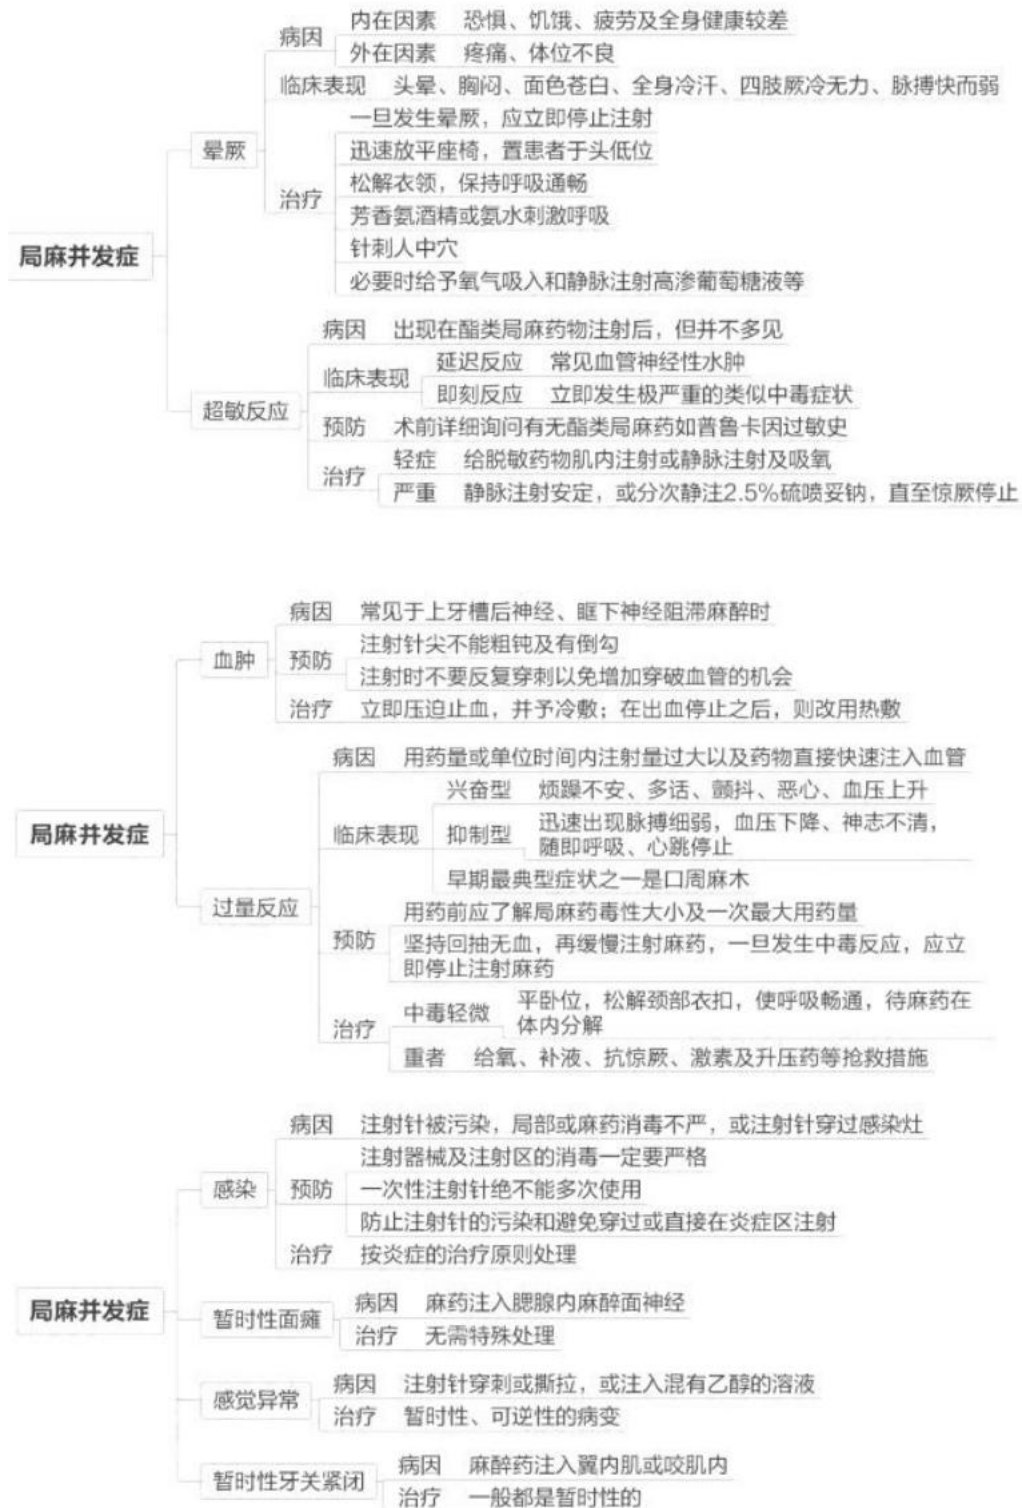 局麻并发症
晕厥
病因
内在因素 恐惧、饥饿、疲劳及全身健康较差
外在因素 疼痛、体位不良
临床表现 头晕、胸闷、面色苍白、全身冷汗、四肢厥冷无力、脉搏快而弱
治疗
一旦发生晕厥，应立即停止注射
迅速放平座椅，置患者于头低位
松解衣领，保持呼吸通畅
芳香氨酒精或氨水刺激呼吸
针刺人中穴
必要时给予氧气吸入和静脉注射高渗葡萄糖液等
超敏反应
病因 出现在酯类局麻药物注射后，但并不多见
临床表现
延迟反应 常见血管神经性水肿
即刻反应 立即发生极严重的类似中毒症状
预防 术前详细询问有无酯类局麻药如普鲁卡因过敏史
治疗
轻症 给脱敏药物肌内注射或静脉注射及吸氧
严重 静脉注射安定，或分次静注2.5%硫喷妥钠，直至惊厥停止
局麻并发症
血肿
病因 常见于上牙槽后神经、眶下神经阻滞麻醉时
预防
注射针尖不能粗钝及有倒勾
注射时不要反复穿刺以免增加穿破血管的机会
治疗 立即压迫止血，并予冷敷；在出血停止之后，则改用热敷
过量反应
病因 用药量或单位时间内注射量过大以及药物直接快速注入血管
临床表现
兴奋型 烦躁不安、多话、颤抖、恶心、血压上升
抑制型
迅速出现脉搏细弱，血压下降、神志不清，
随即呼吸、心跳停止
早期最典型症状之一是口周麻木
预防
用药前应了解局麻药毒性大小及一次最大用药量
坚持回抽无血，再缓慢注射麻药，一旦发生中毒反应，应立
即停止注射麻药
治疗
中毒轻微
平卧位，松解颈部衣扣，使呼吸畅通，待麻药在
体内分解
重者 给氧、补液、抗惊厥、激素及升压药等抢救措施
局麻并发症
感染
病因 注射针被污染，局部或麻药消毒不严，或注射针穿过感染灶
预防
注射器械及注射区的消毒一定要严格
一次性注射针绝不能多次使用
防止注射针的污染和避免穿过或直接在炎症区注射
治疗 按炎症的治疗原则处理
暂时性面瘫
病因 麻药注入腮腺内麻醉面神经
治疗 无需特殊处理
感觉异常
病因 注射针穿刺或撕拉，或注入混有乙醇的溶液
治疗 暂时性、可逆性的病变
暂时性牙关紧闭
病因 麻醉药注入翼内肌或咬肌内
治疗 一般都是暂时性的